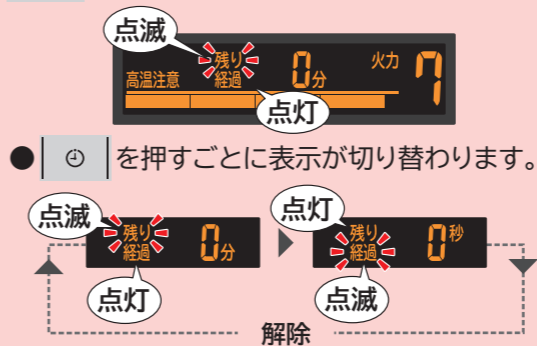 点滅
残り 0分 火力 7
高温注意 経過
点灯
● を押すごとに表示が切り替わります。
点滅 点灯
残り 0分 残り 0秒
経過 経過
点灯 点滅
解除